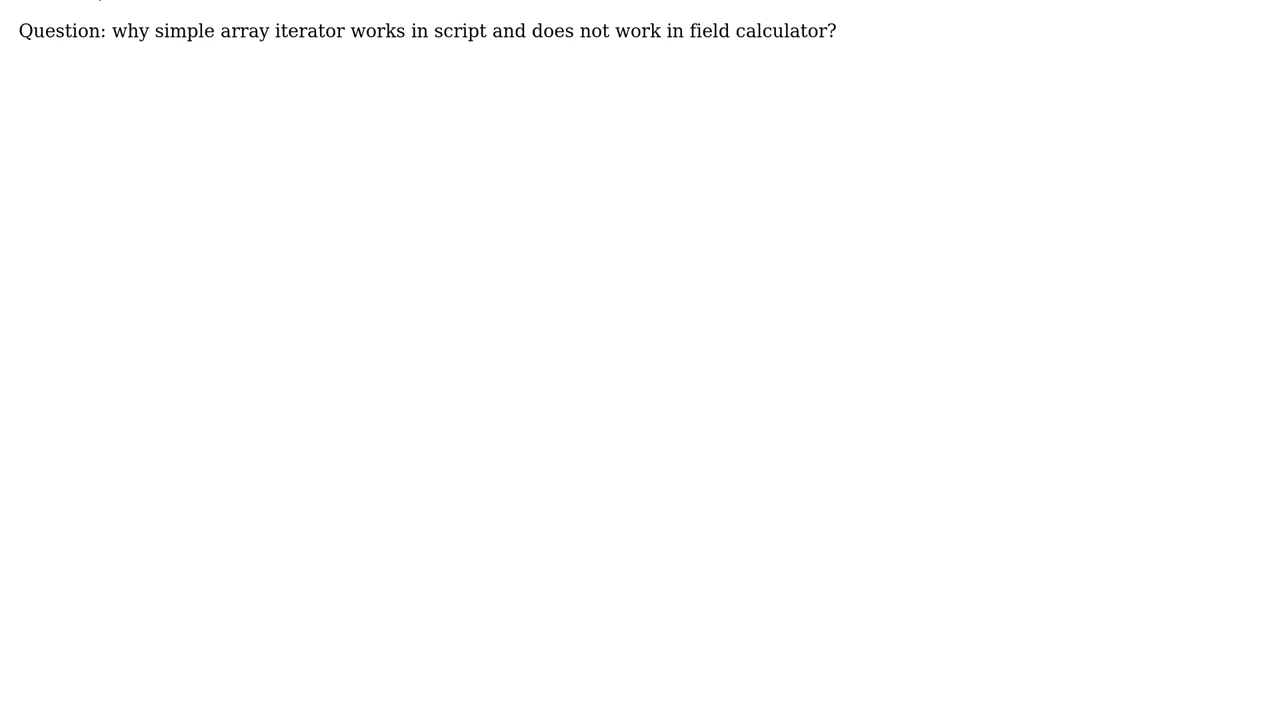 Question: why simple array iterator works in script and does not work in field calculator?